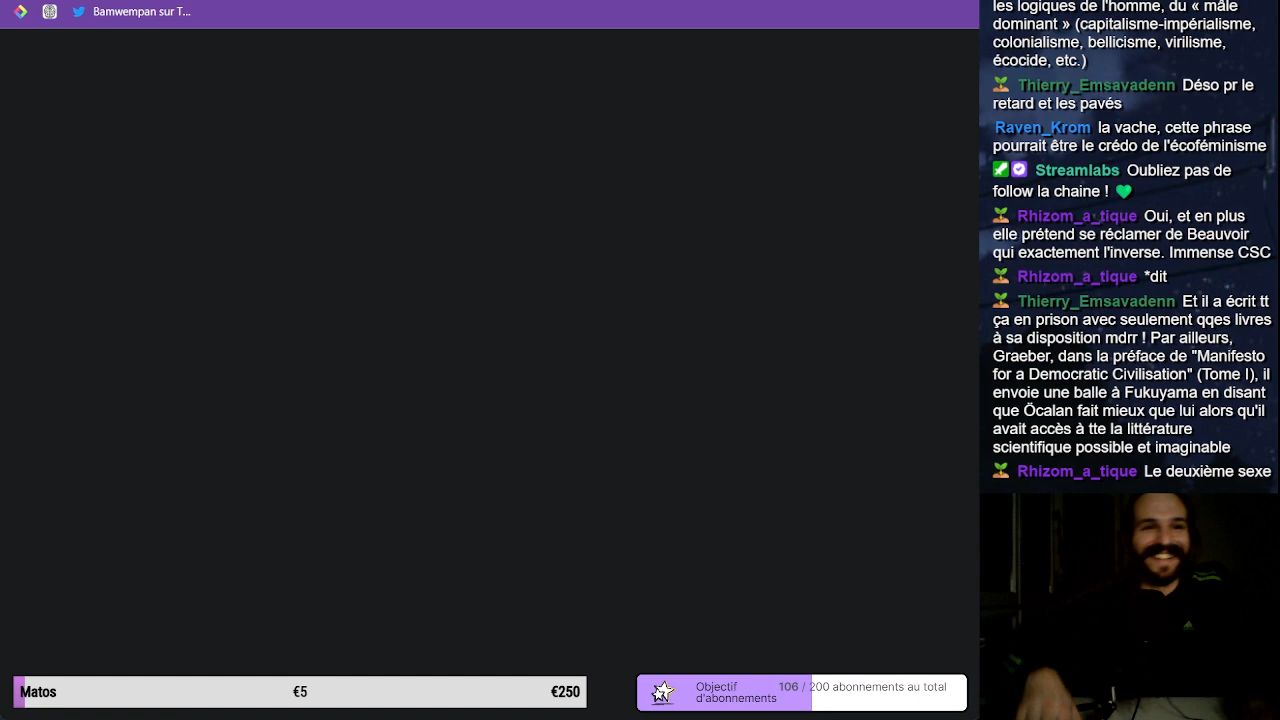 Bamwempan sur T...
les logiques de l'homme, du « mâle
dominant » (capitalisme-impérialisme,
colonialisme, bellicisme, virilisme,
écocide, etc.)
Thierry_Emsavadenn Déso pr le
retard et les pavés
Raven_Krom la vache, cette phrase
pourrait être le crédo de l'écoféminisme
Streamlabs Oubliez pas de
follow la chaine !
Rhizom_a_tique Oui, et en plus
elle prétend se réclamer de Beauvoir
qui exactement l'inverse. Immense CSC
Rhizom_a_tique *dit
Thierry_Emsavadenn Et il a écrit tt
ça en prison avec seulement qqes livres
à sa disposition mdrr ! Par ailleurs,
Graeber, dans la préface de "Manifesto
for a Democratic Civilisation" (Tome I), il
envoie une balle à Fukuyama en disant
que Öcalan fait mieux que lui alors qu'il
avait accès à tte la littérature
scientifique possible et imaginable
Rhizom_a_tique Le deuxième sexe
Matos €5 €250
Objectif 106 / 200 abonnements au total
d'abonnements